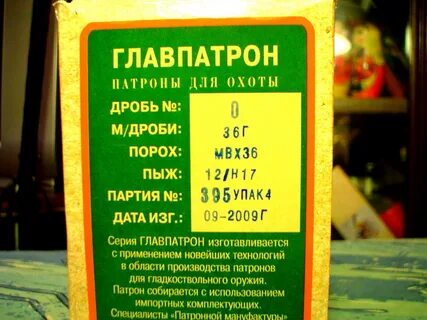 ГЛАВПАТРОН
ПАТРОНЫ ДЛЯ ОХОТЫ
ДРОБЬ №: 0
М/ДРОБИ: 36Г
ПОРОХ: МВХ36
ПЫЖ: 12/Н17
ПАРТИЯ №: 395УПАК4
ДАТА ИЗГ.: 09-2009Г
Серия ГЛАВПАТРОН изготавливается
с применением новейших технологий
в области производства патронов
для гладкоствольного оружия.
Патрон собирается с использованием
импортных комплектующих.
Специалисты "Патронной мануфактуры"